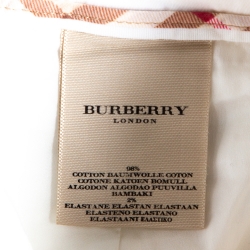 BURBERRY
LONDON
98%
COTTON BAUMWOLLE COTON
COTONE KATOEN BOMULL
ALGODON ALGODAO PUUVILLA
BAMBAKI
2%
ELASTANE ELASTAN ELASTAAN
ELASTENO ELASTANO
ELASTAANI ΕΛΑΣΤΙΚΟ